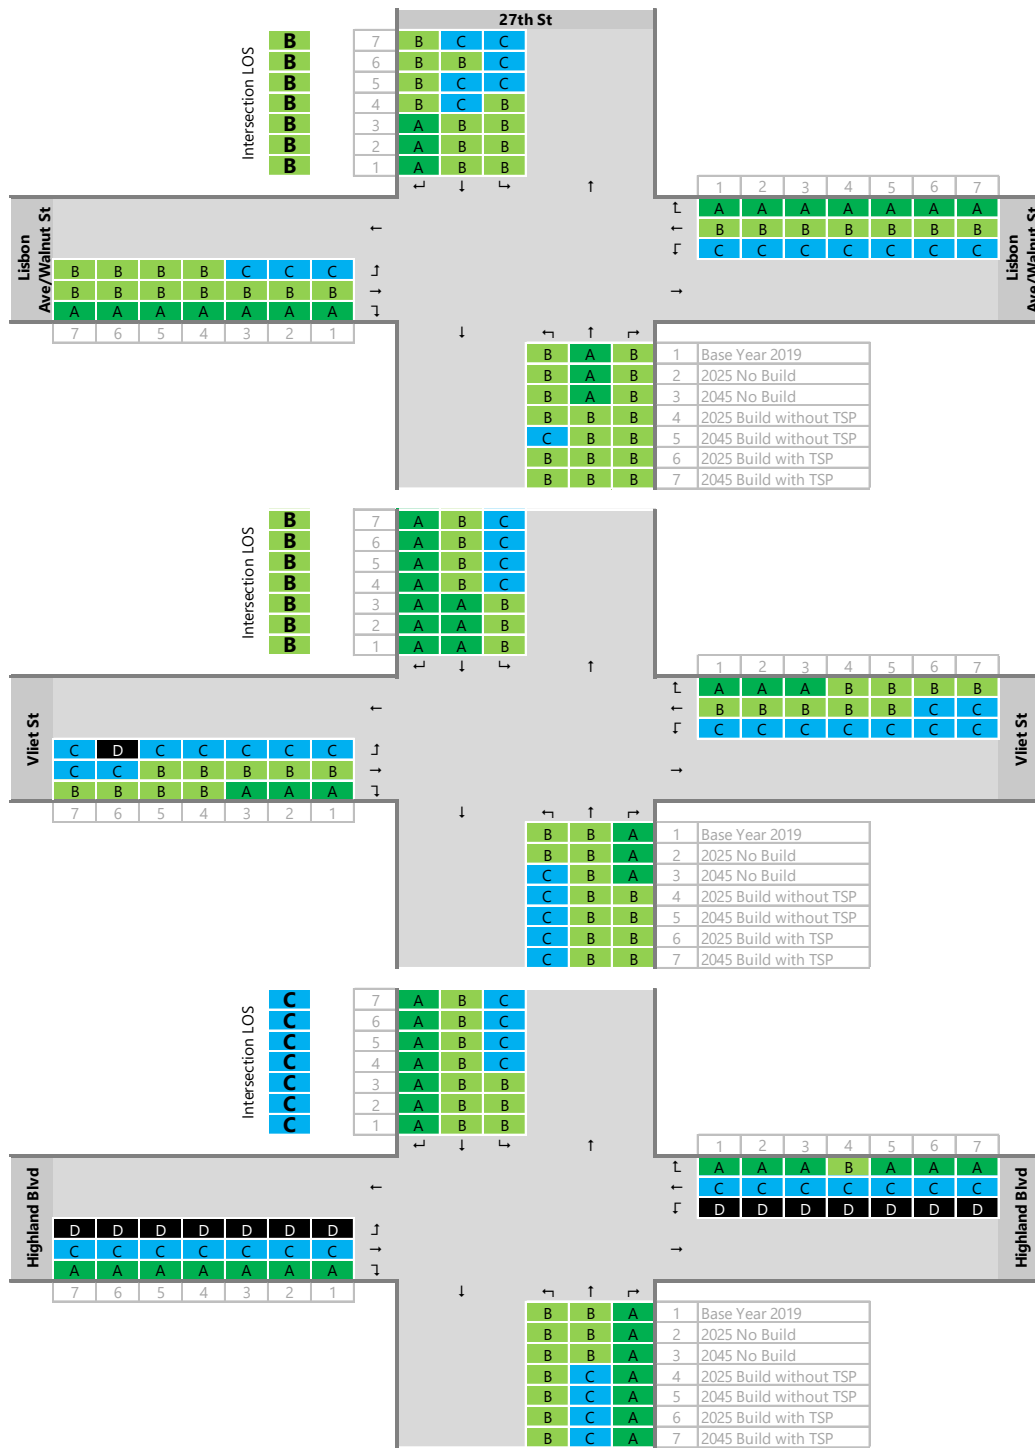 27th St
Intersection LOS
B 7 B C C
B 6 B B C
B 5 B C C
B 4 B C B
B 3 A B B
B 2 A B B
B 1 A B B
↵ ↓ ↳ ↑
1 2 3 4 5 6 7
Lisbon Ave/Walnut St
A A A A A A A
← B B B B B B B
C C C C C C C
Lisbon Ave/Walnut St
B B B B C C C
B B B B B B B → →
A A A A A A A
7 6 5 4 3 2 1
↓ ↰ ↑ ↱
B A B 1 Base Year 2019
B A B 2 2025 No Build
B A B 3 2045 No Build
B B B 4 2025 Build without TSP
C B B 5 2045 Build without TSP
B B B 6 2025 Build with TSP
B B B 7 2045 Build with TSP
Intersection LOS
B 7 A B C
B 6 A B C
B 5 A B C
B 4 A B C
B 3 A A B
B 2 A A B
B 1 A A B
↵ ↓ ↳ ↑
1 2 3 4 5 6 7
Vliet St
A A A B B B B
← B B B B B C C
C C C C C C C
Vliet St
C D C C C C C
C C B B B B B → →
B B B B A A A
7 6 5 4 3 2 1
↓ ↰ ↑ ↱
B B A 1 Base Year 2019
B B A 2 2025 No Build
C B A 3 2045 No Build
C B B 4 2025 Build without TSP
C B B 5 2045 Build without TSP
C B B 6 2025 Build with TSP
C B B 7 2045 Build with TSP
Intersection LOS
C 7 A B C
C 6 A B C
C 5 A B C
C 4 A B C
C 3 A B B
C 2 A B B
C 1 A B B
↵ ↓ ↳ ↑
1 2 3 4 5 6 7
Highland Blvd
A A A B A A A
← C C C C C C C
D D D D D D D
Highland Blvd
D D D D D D D
C C C C C C C → →
A A A A A A A
7 6 5 4 3 2 1
↓ ↰ ↑ ↱
B B A 1 Base Year 2019
B B A 2 2025 No Build
B B A 3 2045 No Build
B C A 4 2025 Build without TSP
B C A 5 2045 Build without TSP
B C A 6 2025 Build with TSP
B C A 7 2045 Build with TSP